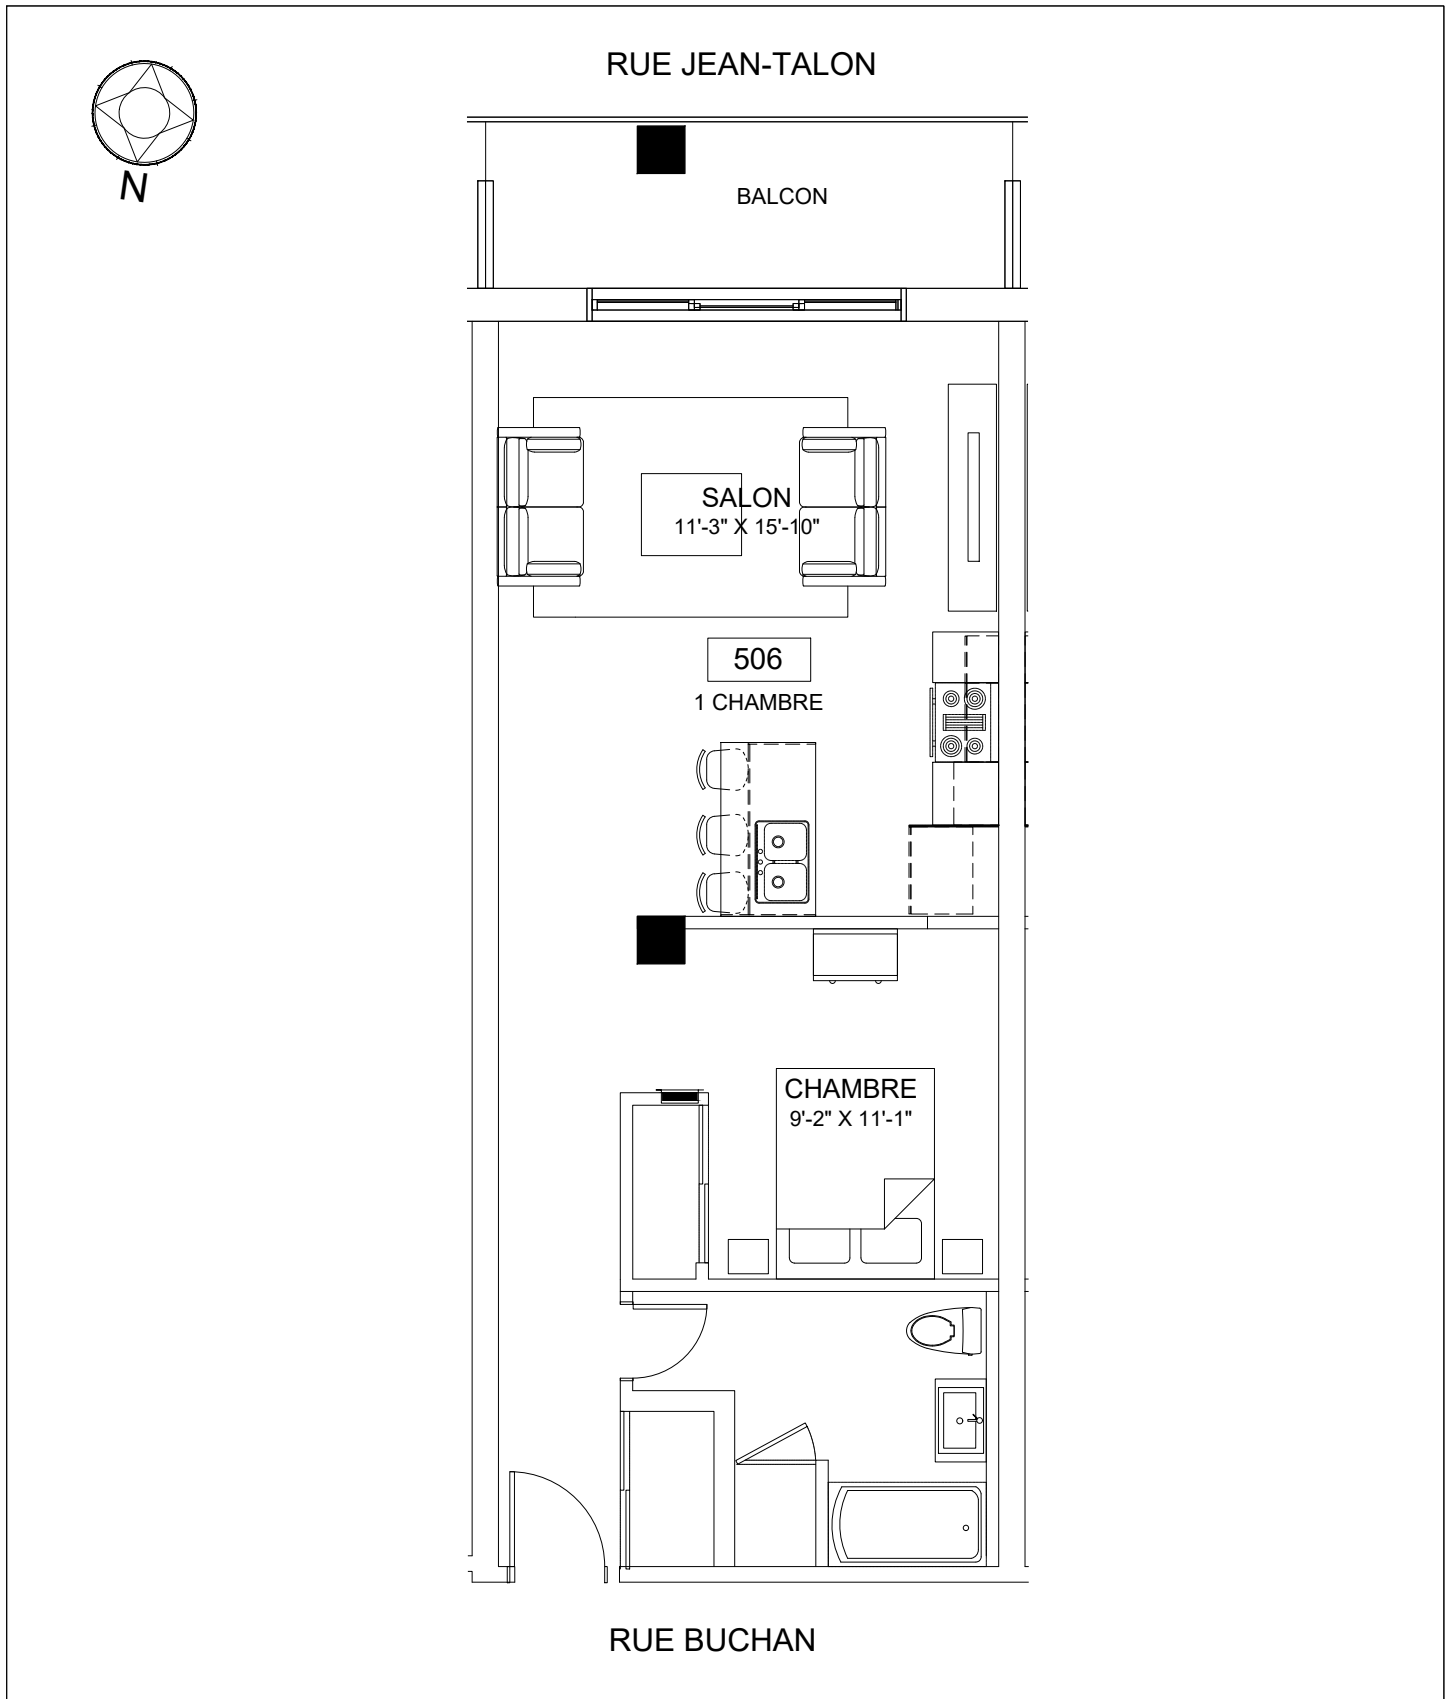 RUE JEAN-TALON
N
BALCON
SALON
11'-3" X 15'-10"
506
1 CHAMBRE
CHAMBRE
9'-2" X 11'-1"
RUE BUCHAN